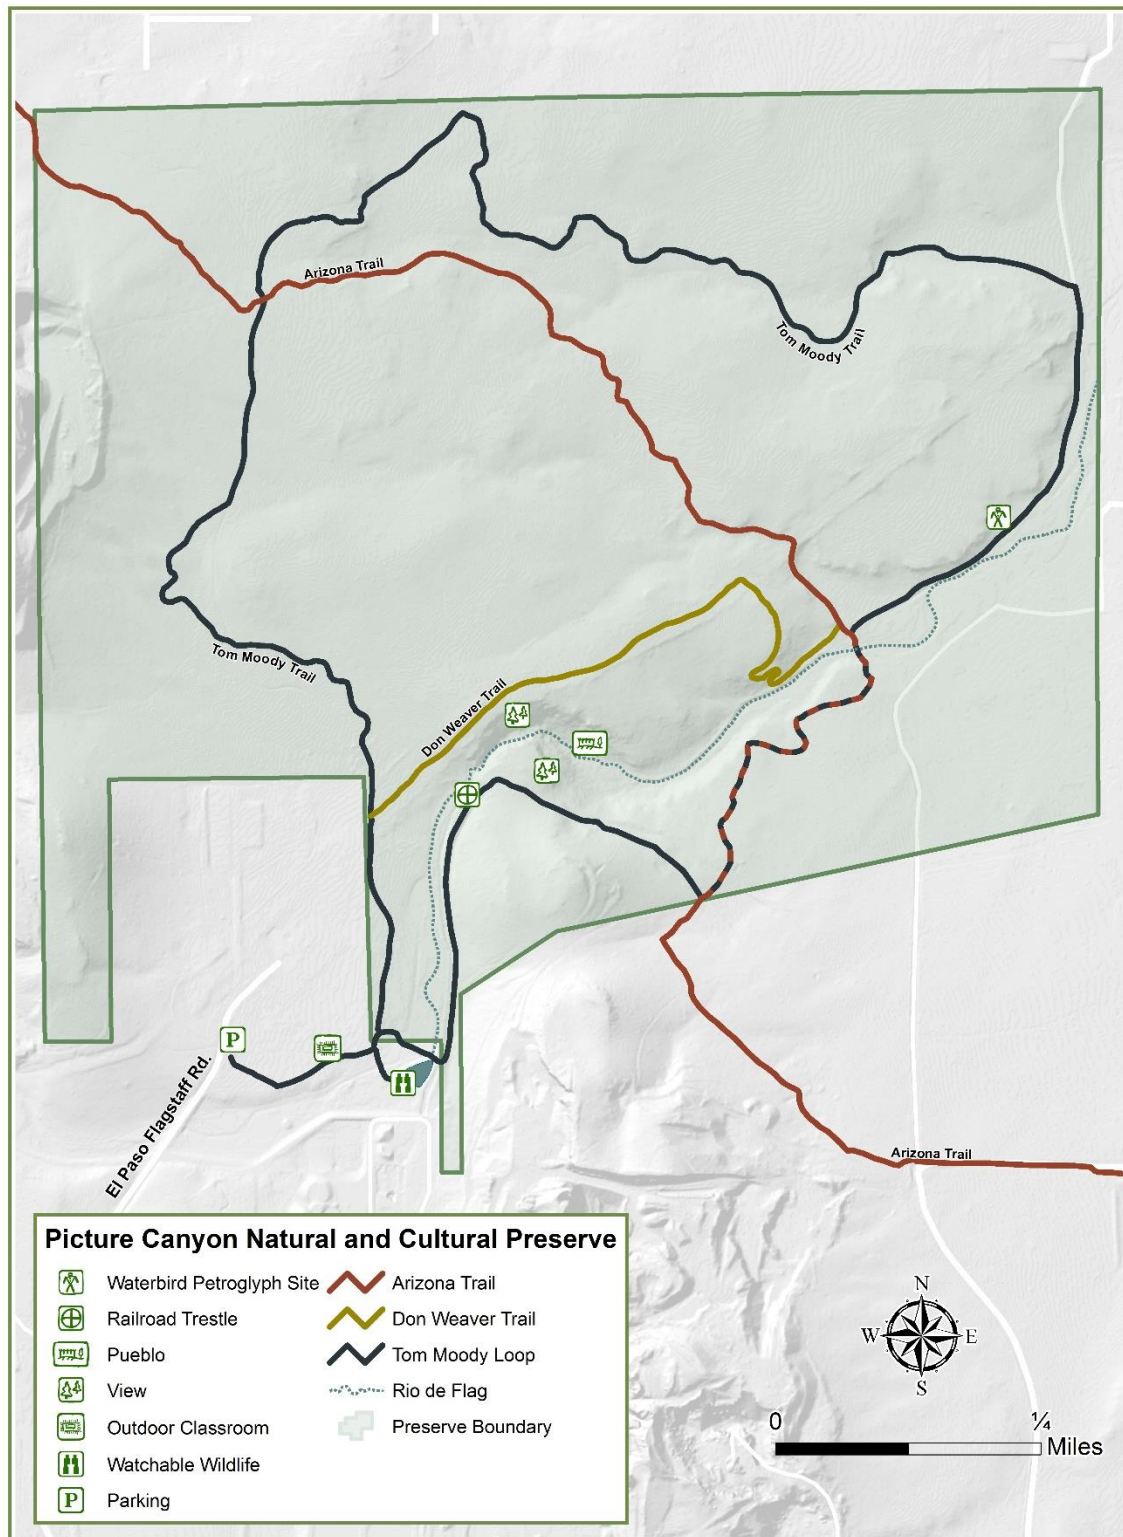 Arizona Trail
Tom Moody Trail
Tom Moody Trail
Don Weaver Trail
P
El Paso Flagstaff Rd.
Arizona Trail
Picture Canyon Natural and Cultural Preserve
Waterbird Petroglyph Site
Railroad Trestle
Pueblo
View
Outdoor Classroom
Watchable Wildlife
P Parking
Arizona Trail
Don Weaver Trail
Tom Moody Loop
Rio de Flag
Preserve Boundary
N
W E
S
0 ¼
Miles